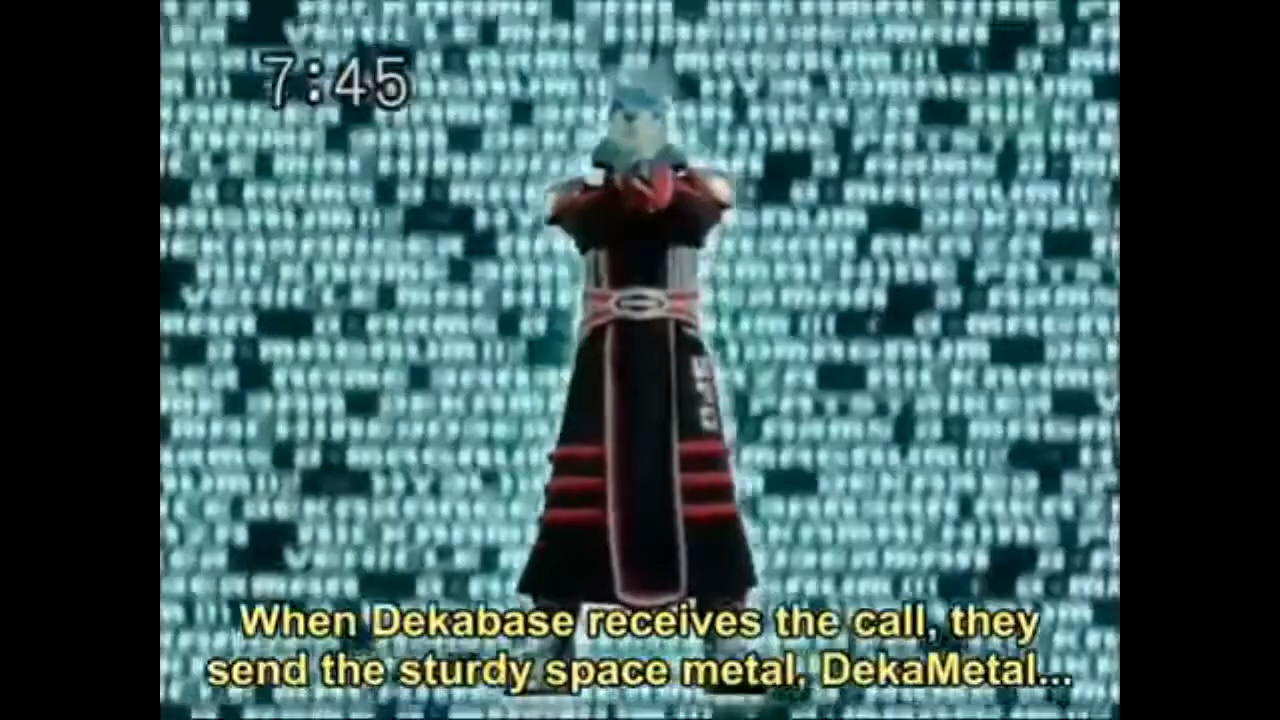 7:45
When Dekabase receives the call, they
send the sturdy space metal, DekaMetal...